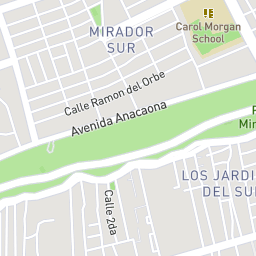 MIRADOR
SUR
Carol Morgan
School
Calle Ramon del Orbe
Avenida Anacaona
LOS JARDI
DEL SU
Calle 2da